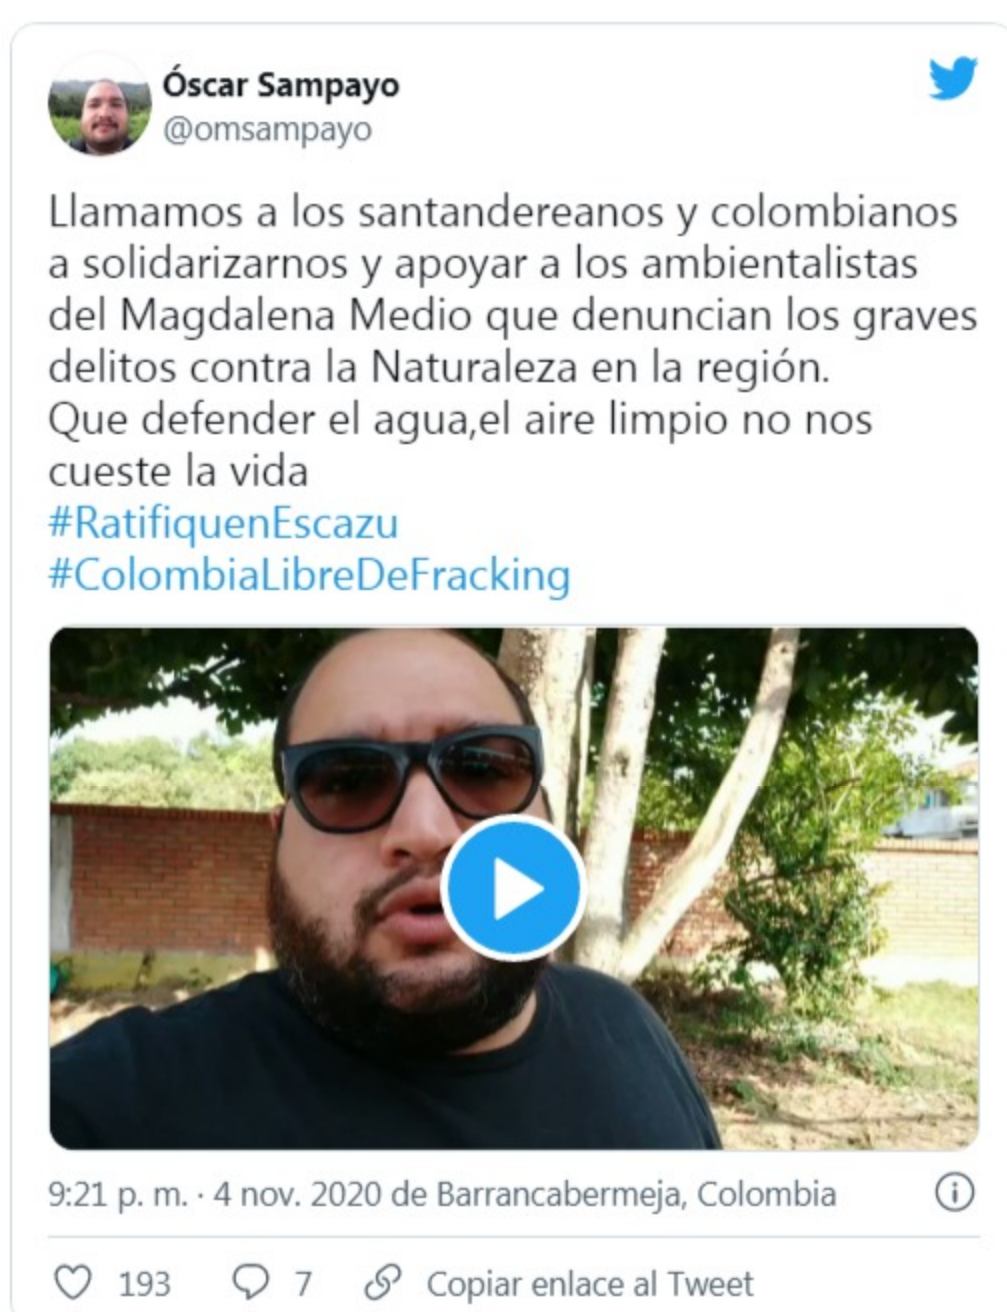 Óscar Sampayo
@omsampayo
Llamamos a los santandereanos y colombianos
a solidarizarnos y apoyar a los ambientalistas
del Magdalena Medio que denuncian los graves
delitos contra la Naturaleza en la región.
Que defender el agua,el aire limpio no nos
cueste la vida
#RatifiquenEscazu
#ColombiaLibreDeFracking
9:21 p. m. · 4 nov. 2020 de Barrancabermeja, Colombia
193 7 Copiar enlace al Tweet